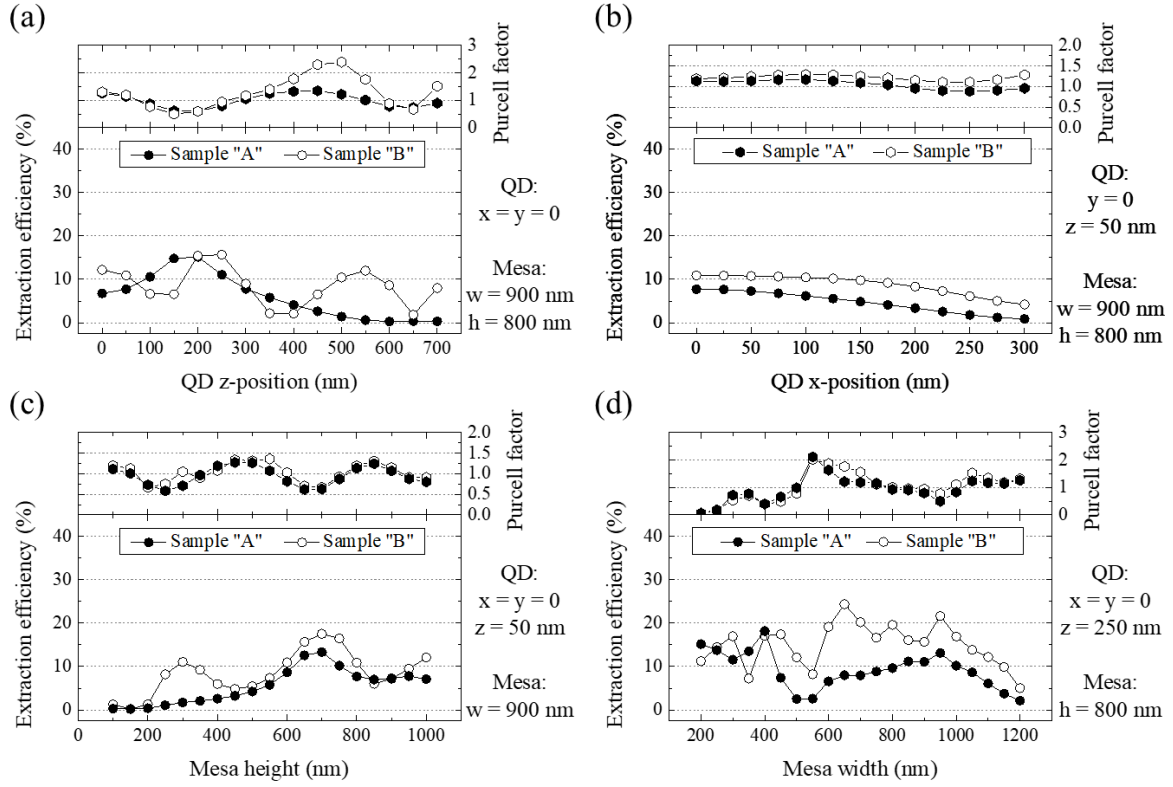 (a)
3
2
1
0
Purcell factor
40
30
20
10
0
Extraction efficiency (%)
Sample "A" Sample "B"
QD:
x = y = 0
Mesa:
w = 900 nm
h = 800 nm
0 100 200 300 400 500 600 700
QD z-position (nm)
(b)
2.0
1.5
1.0
0.5
0.0
Purcell factor
40
30
20
10
0
Extraction efficiency (%)
Sample "A" Sample "B"
QD:
y = 0
z = 50 nm
Mesa:
w = 900 nm
h = 800 nm
0 50 100 150 200 250 300
QD x-position (nm)
(c)
2.0
1.5
1.0
0.5
0.0
Purcell factor
40
30
20
10
0
Extraction efficiency (%)
Sample "A" Sample "B"
QD:
x = y = 0
z = 50 nm
Mesa:
w = 900 nm
0 200 400 600 800 1000
Mesa height (nm)
(d)
3
2
1
0
Purcell factor
40
30
20
10
0
Extraction efficiency (%)
Sample "A" Sample "B"
QD:
x = y = 0
z = 250 nm
Mesa:
h = 800 nm
200 400 600 800 1000 1200
Mesa width (nm)